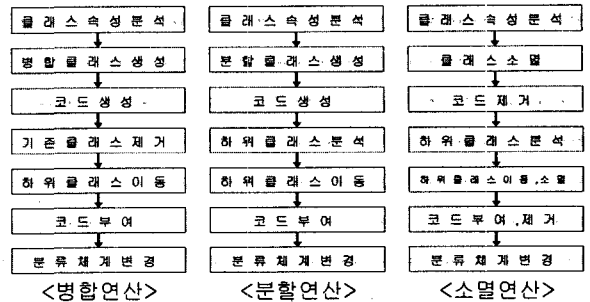 클래스속성분석
병합클래스생성
코드생성
기존클래스제거
하위클래스이동
코드부여
분류체계변경
<병합연산>
클래스속성분석
분할클래스생성
코드생성
하위클래스분석
하위클래스이동
코드부여
분류체계변경
<분할연산>
클래스속성분석
클래스소멸
코드제거
하위클래스분석
하위클래스이동,소멸
코드부여,제거
분류체계변경
<소멸연산>